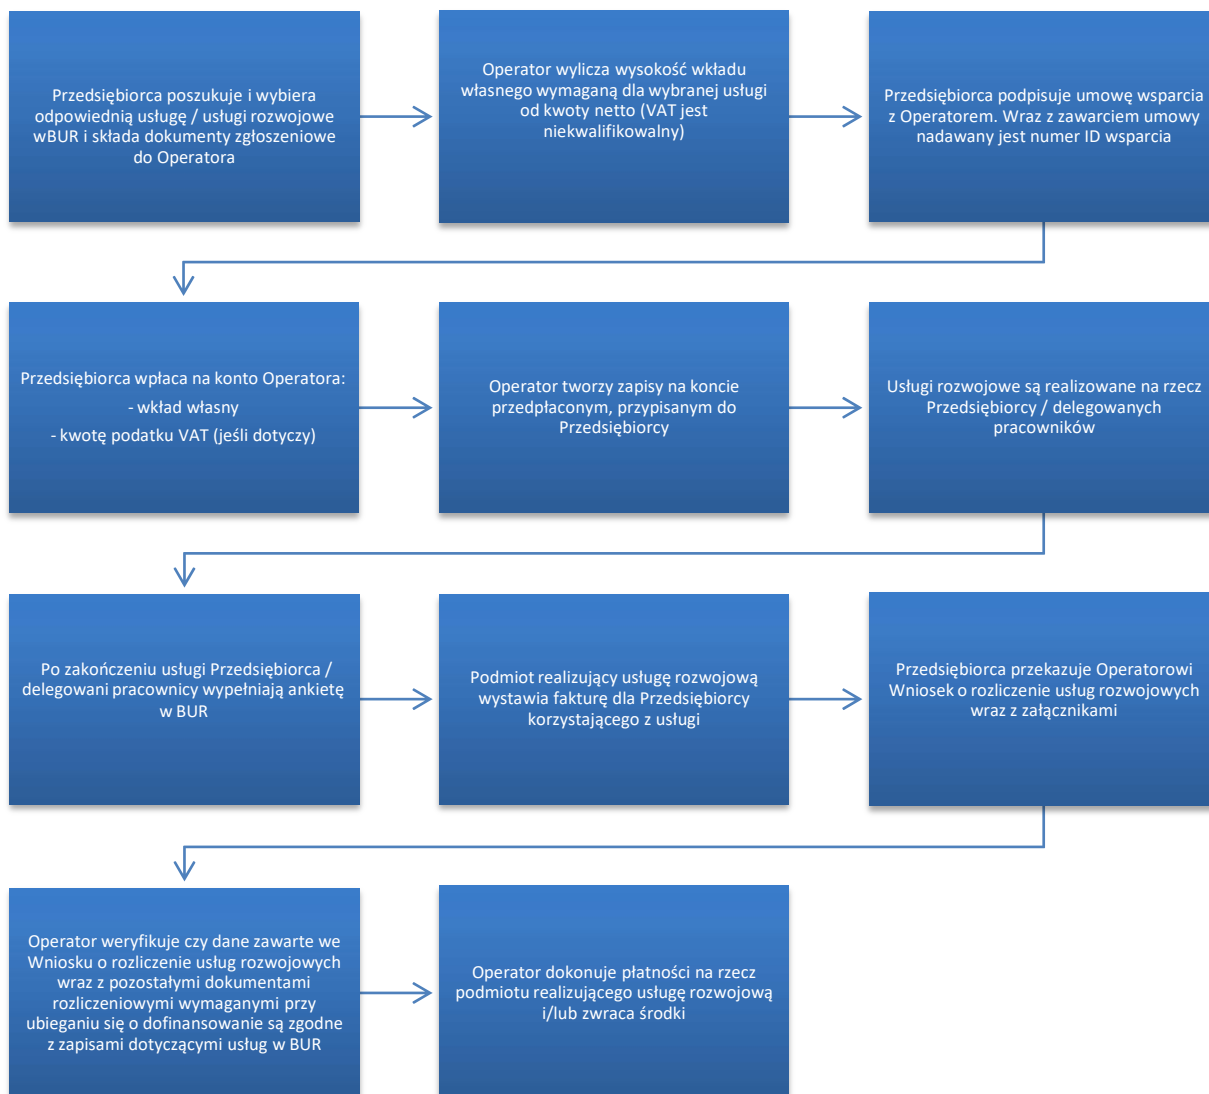 Przedsiębiorca poszukuje i wybiera
odpowiednią usługę / usługi rozwojowe
wBUR i składa dokumenty zgłoszeniowe
do Operatora
Operator wylicza wysokość wkładu
własnego wymaganą dla wybranej usługi
od kwoty netto (VAT jest
niekwalifikowalny)
Przedsiębiorca podpisuje umowę wsparcia
z Operatorem. Wraz z zawarciem umowy
nadawany jest numer ID wsparcia
Przedsiębiorca wpłaca na konto Operatora:
- wkład własny
- kwotę podatku VAT (jeśli dotyczy)
Operator tworzy zapisy na koncie
przedpłaconym, przypisanym do
Przedsiębiorcy
Usługi rozwojowe są realizowane na rzecz
Przedsiębiorcy / delegowanych
pracowników
Po zakończeniu usługi Przedsiębiorca /
delegowani pracownicy wypełniają ankietę
w BUR
Podmiot realizujący usługę rozwojową
wystawia fakturę dla Przedsiębiorcy
korzystającego z usługi
Przedsiębiorca przekazuje Operatorowi
Wniosek o rozliczenie usług rozwojowych
wraz z załącznikami
Operator weryfikuje czy dane zawarte we
Wniosku o rozliczenie usług rozwojowych
wraz z pozostałymi dokumentami
rozliczeniowymi wymaganymi przy
ubieganiu się o dofinansowanie są zgodne
z zapisami dotyczącymi usług w BUR
Operator dokonuje płatności na rzecz
podmiotu realizującego usługę rozwojową
i/lub zwraca środki